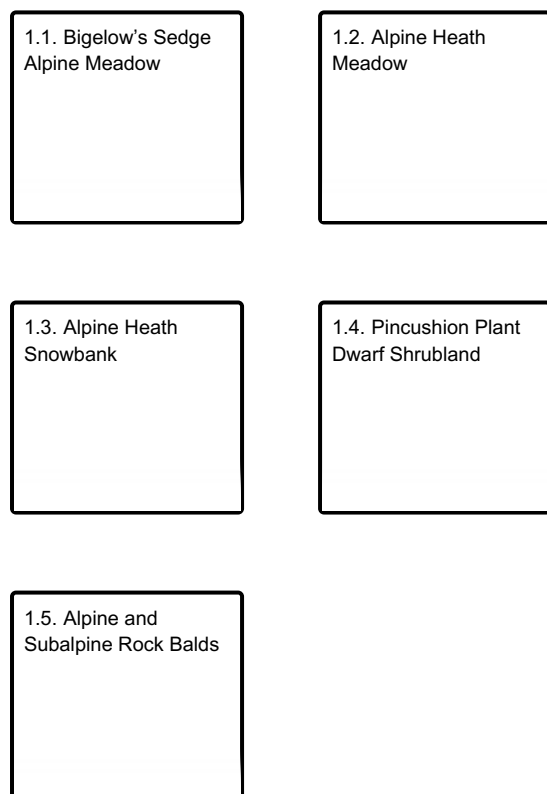 1.1. Bigelow’s Sedge
Alpine Meadow
1.2. Alpine Heath
Meadow
1.3. Alpine Heath
Snowbank
1.4. Pincushion Plant
Dwarf Shrubland
1.5. Alpine and
Subalpine Rock Balds